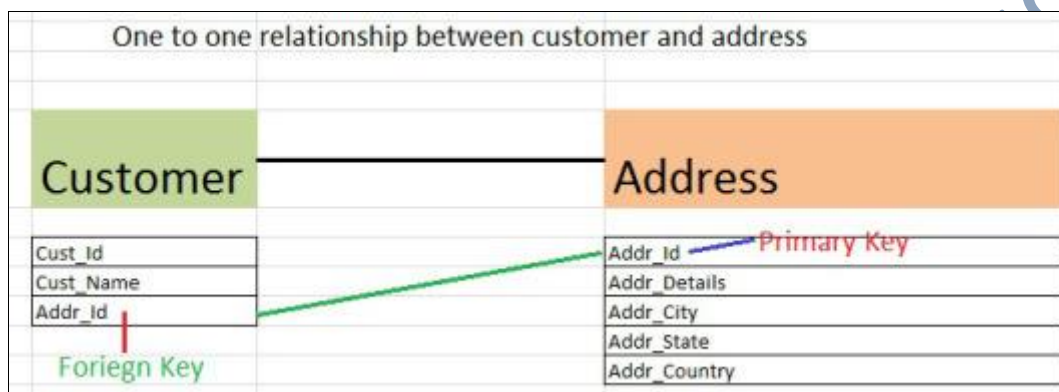 One to one relationship between customer and address
Customer
Address
Cust_Id
Cust_Name
Addr_Id
Foriegn Key
Addr_Id
Primary Key
Addr_Details
Addr_City
Addr_State
Addr_Country